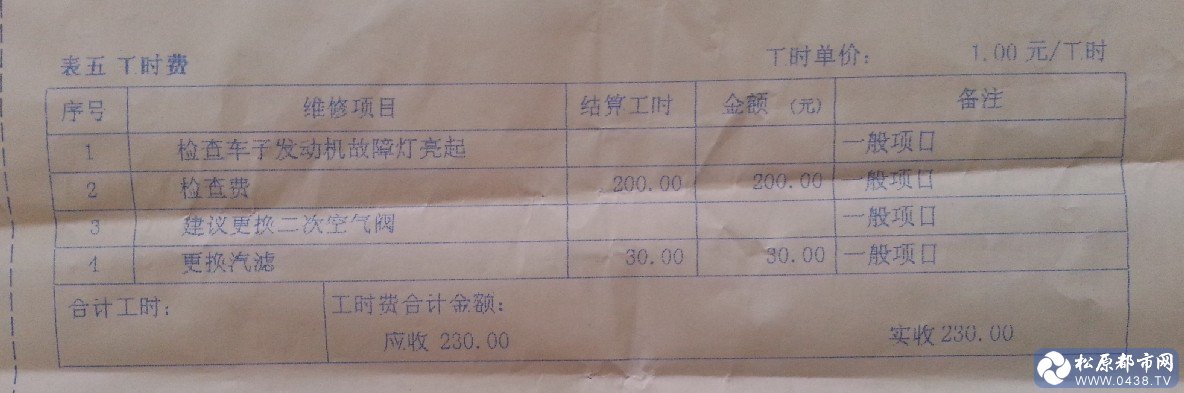 表五 工时费 工时单价: 1.00 元/工时
序号 维修项目 结算工时 金额 (元) 备注
1 检查车子发动机故障灯亮起 一般项目
2 检查费 200.00 200.00 一般项目
3 建议更换二次空气阀 一般项目
4 更换汽滤 30.00 30.00 一般项目
合计工时: 工时费合计金额:
应收 230.00 实收 230.00
松原都市网
WWW.0438.TV